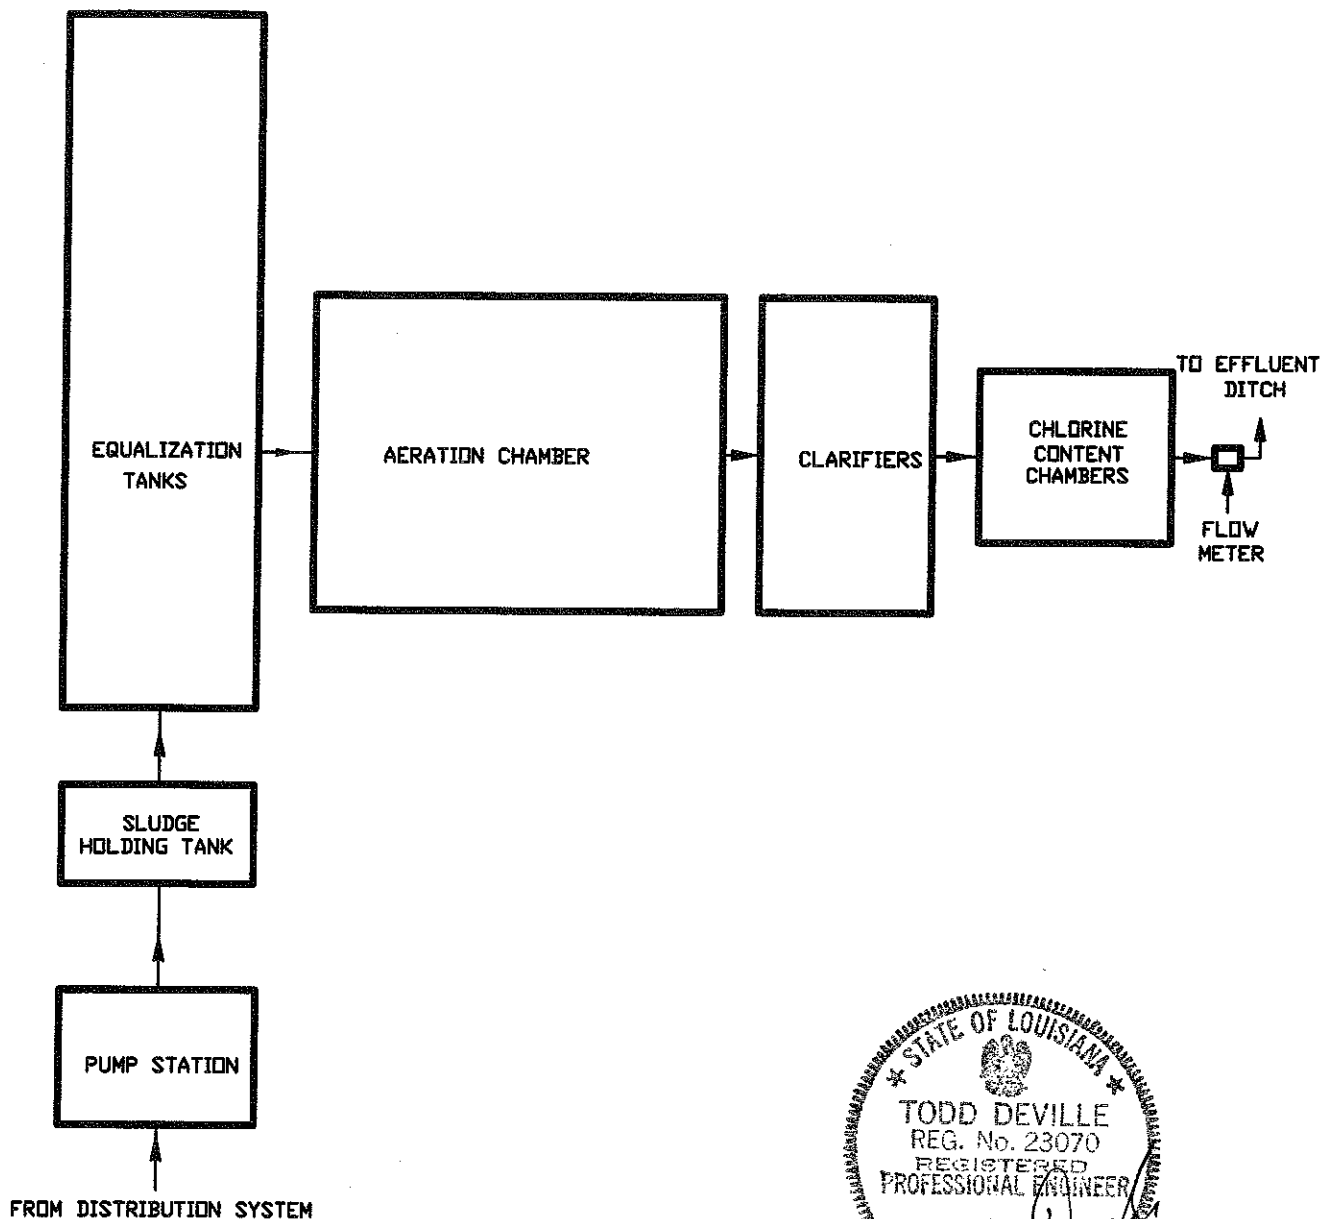 EQUALIZATION
TANKS
AERATION CHAMBER
CLARIFIERS
CHLORINE
CONTENT
CHAMBERS
TO EFFLUENT
DITCH
FLOW
METER
SLUDGE
HOLDING TANK
PUMP STATION
FROM DISTRIBUTION SYSTEM
STATE OF LOUISIANA
TODD DEVILLE
REG. No. 23070
REGISTERED
PROFESSIONAL ENGINEER